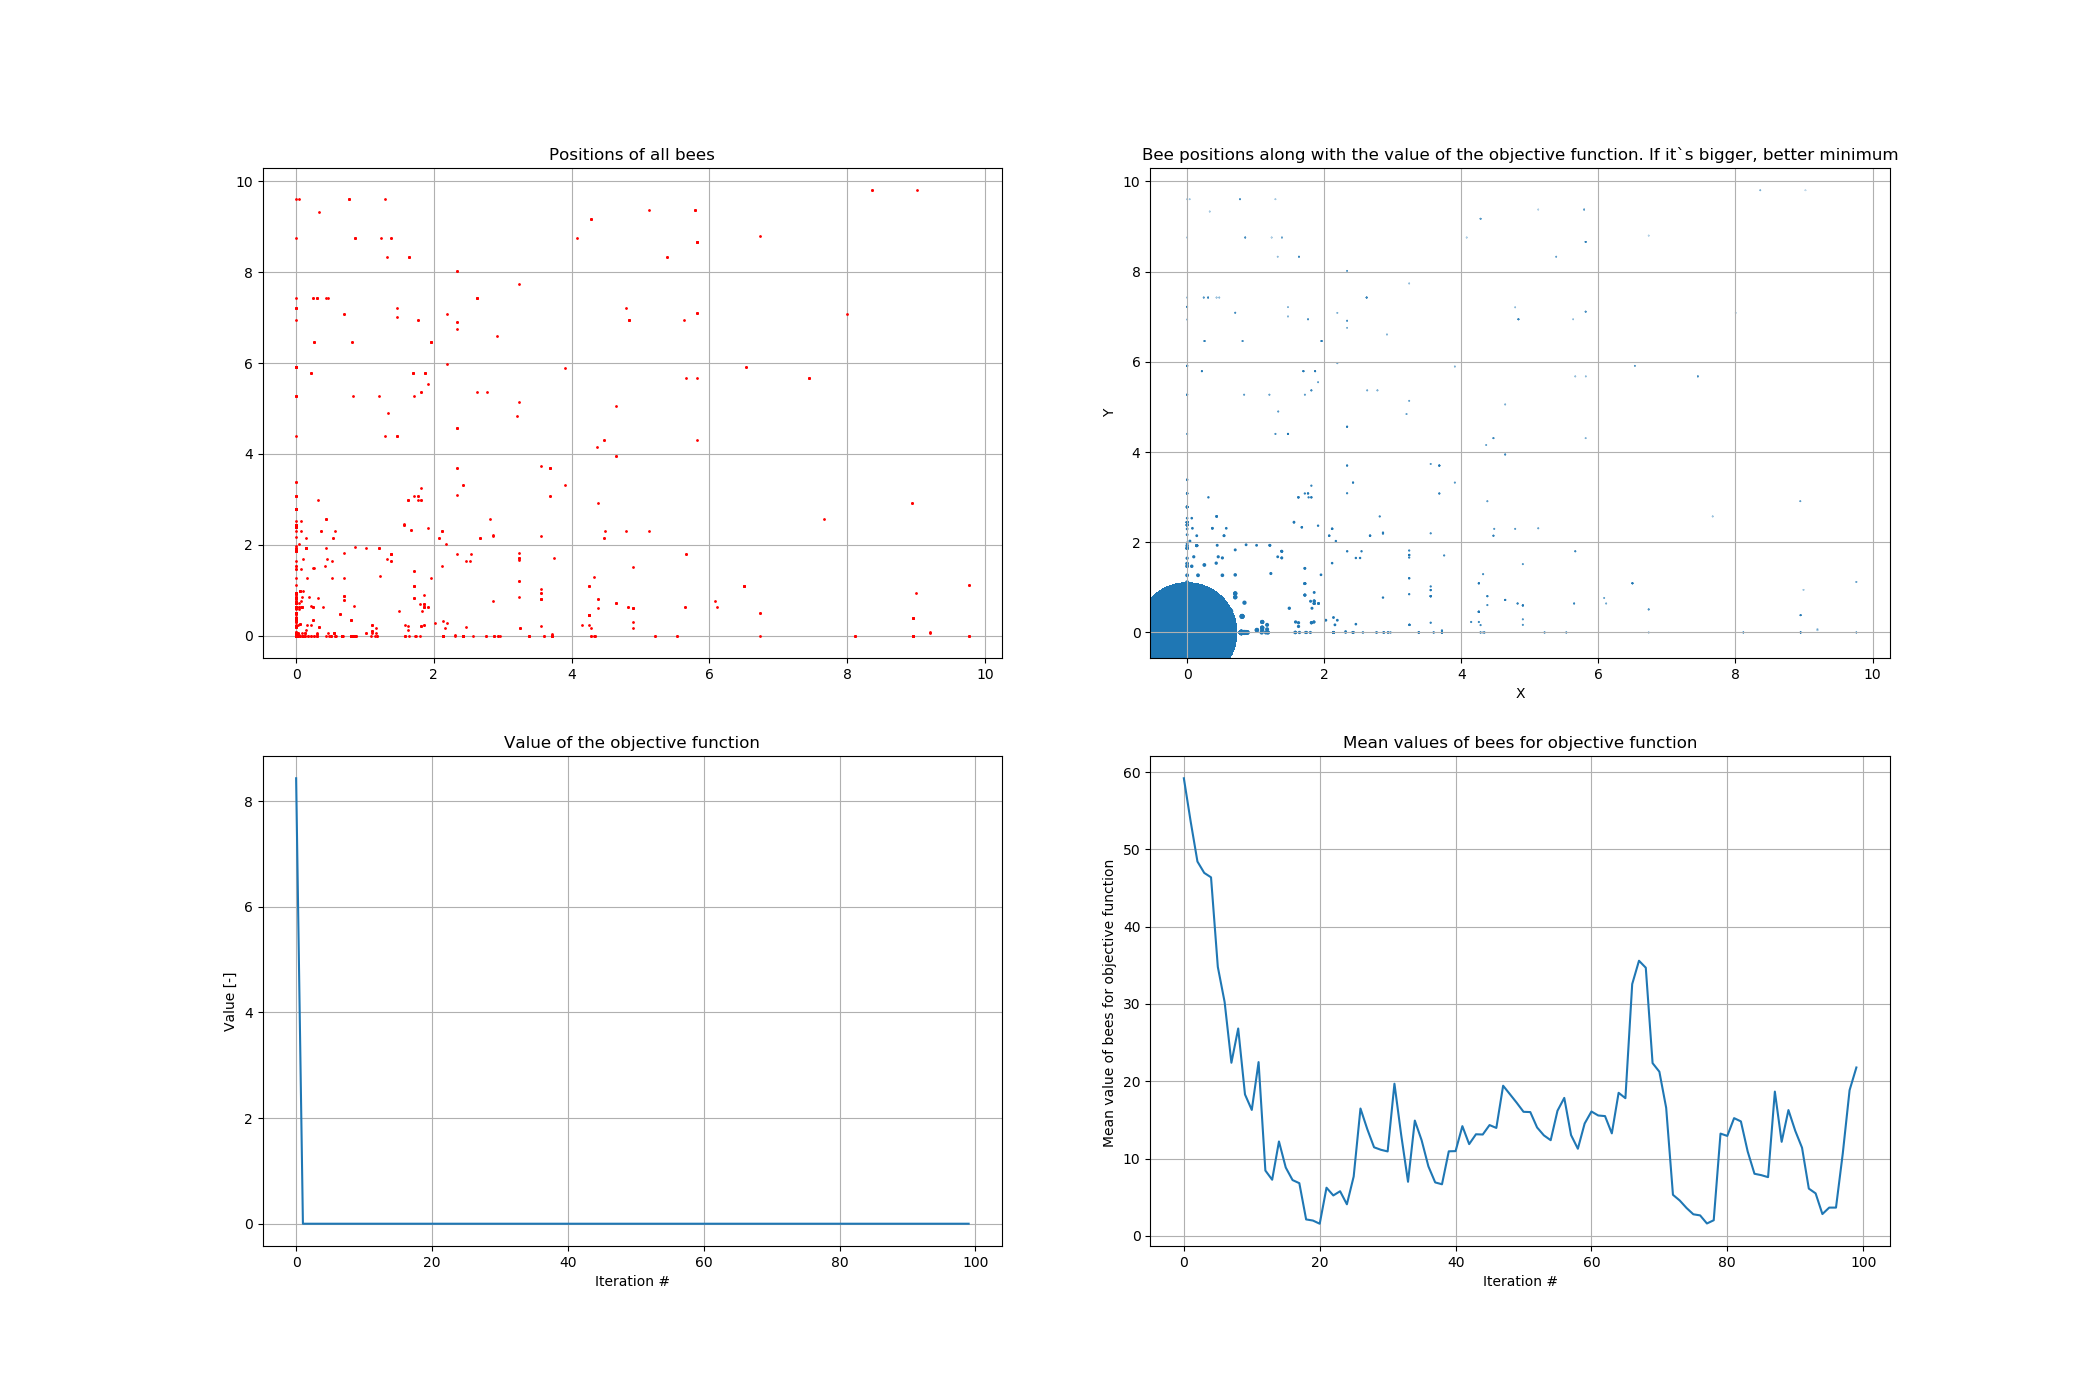 Positions of all bees
10
8
6
4
2
0
0 2 4 6 8 10
Bee positions along with the value of the objective function. If it`s bigger, better minimum
Y
10
8
6
4
2
0
0 2 4 6 8 10
X
Value of the objective function
Value [-]
8
6
4
2
0
0 20 40 60 80 100
Iteration #
Mean values of bees for objective function
Mean value of bees for objective function
60
50
40
30
20
10
0
0 20 40 60 80 100
Iteration #